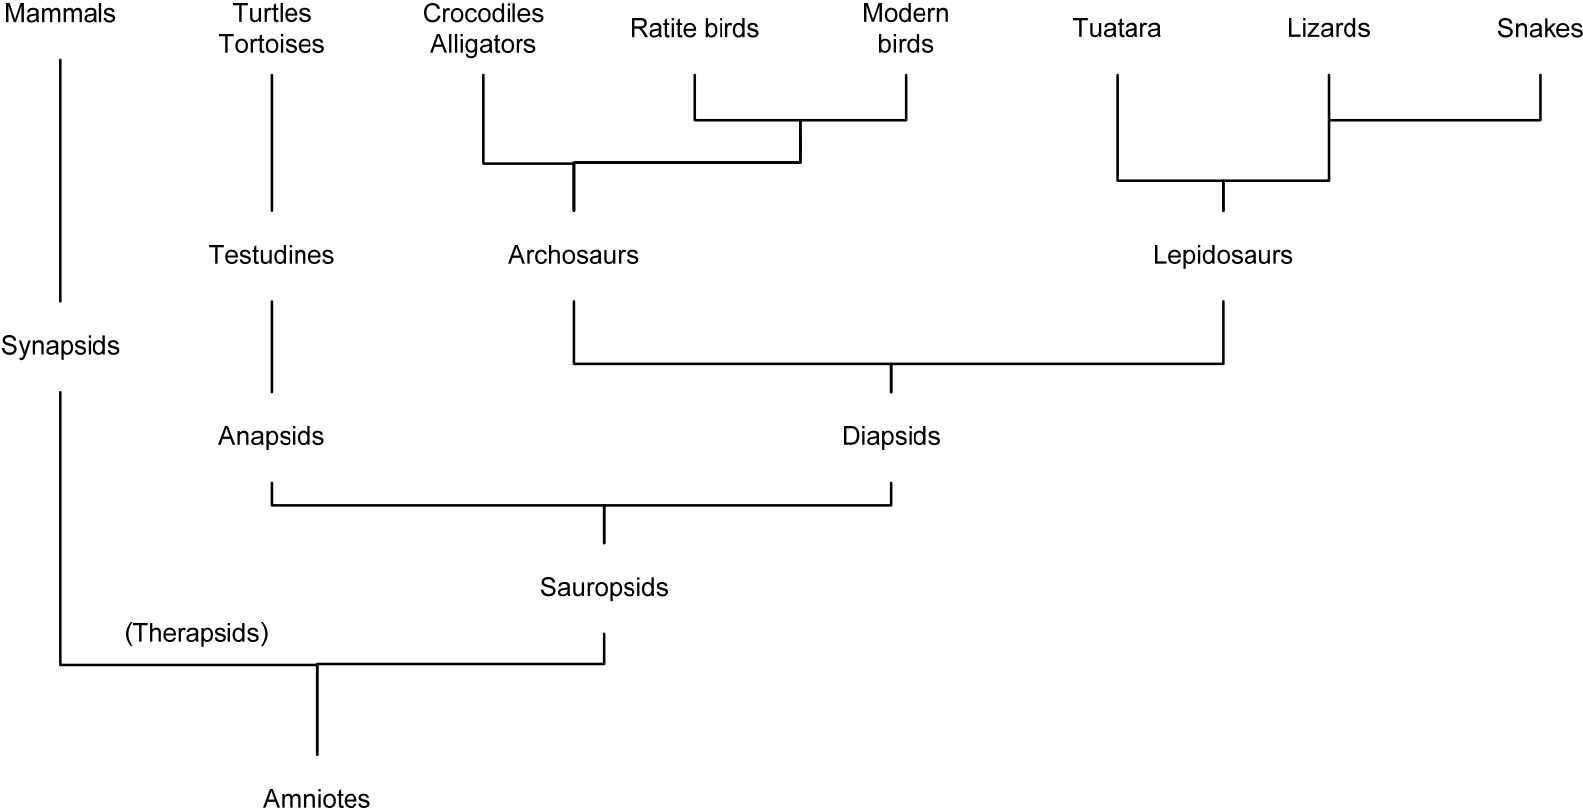 Mammals
Turtles
Tortoises
Crocodiles
Alligators
Ratite birds
Modern
birds
Tuatara
Lizards
Snakes
Testudines
Archosaurs
Lepidosaurs
Synapsids
Anapsids
Diapsids
Sauropsids
(Therapsids)
Amniotes